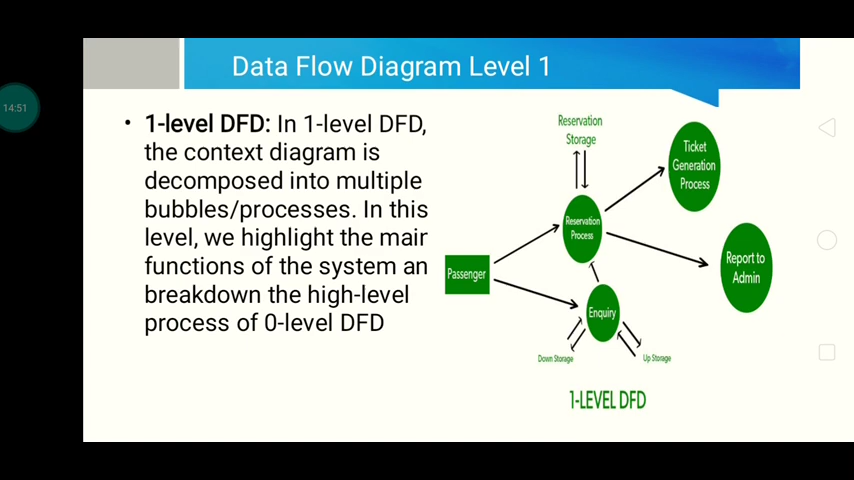 Data Flow Diagram Level 1
14:51
• 1-level DFD: In 1-level DFD,
the context diagram is
decomposed into multiple
bubbles/processes. In this
level, we highlight the mair
functions of the system an
breakdown the high-level
process of 0-level DFD
Reservation
Storage
Ticket
Generation
Process
Reservation
Process
Passenger
Report to
Admin
Enquiry
Down Storage
Up Storage
1-LEVEL DFD